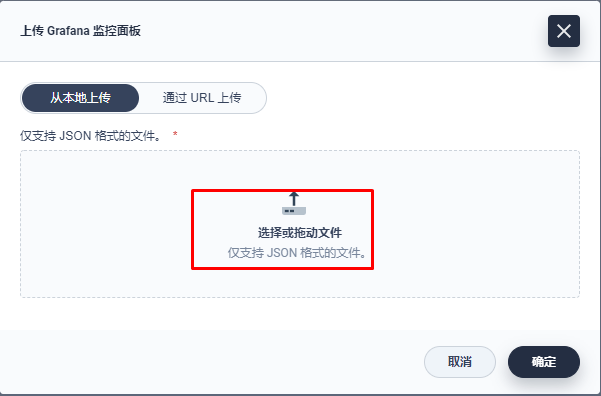 上传 Grafana 监控面板
从本地上传
通过 URL 上传
仅支持 JSON 格式的文件。 *
选择或拖动文件
仅支持 JSON 格式的文件。
取消
确定